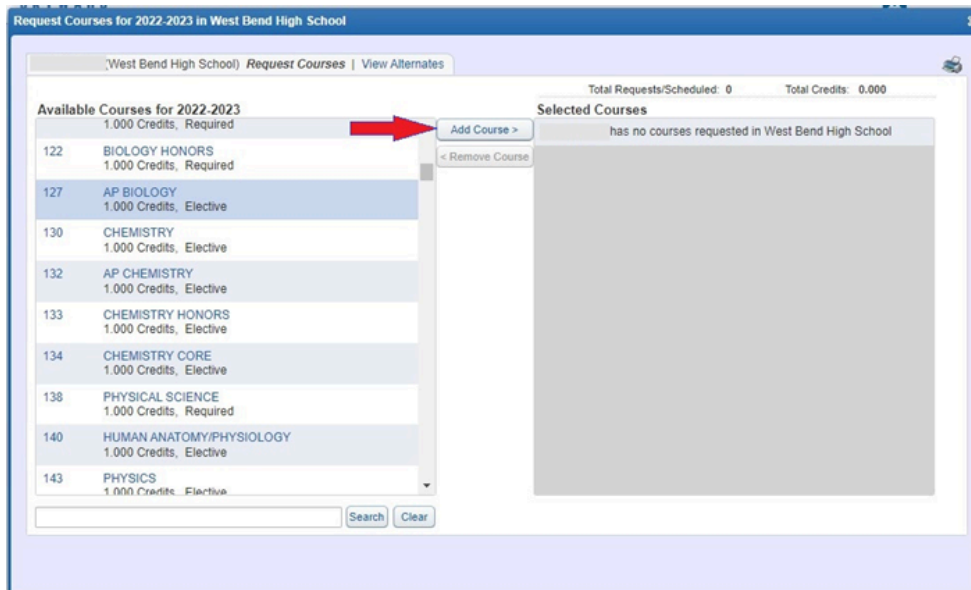 Request Courses for 2022-2023 in West Bend High School
(West Bend High School) Request Courses | View Alternates
Total Requests/Scheduled: 0 Total Credits: 0.000
Available Courses for 2022-2023
Selected Courses
1.000 Credits, Required
Add Course >
has no courses requested in West Bend High School
< Remove Course
122 BIOLOGY HONORS
1.000 Credits, Required
127 AP BIOLOGY
1.000 Credits, Elective
130 CHEMISTRY
1.000 Credits, Elective
132 AP CHEMISTRY
1.000 Credits, Elective
133 CHEMISTRY HONORS
1.000 Credits, Elective
134 CHEMISTRY CORE
1.000 Credits, Elective
138 PHYSICAL SCIENCE
1.000 Credits, Required
140 HUMAN ANATOMY/PHYSIOLOGY
1.000 Credits, Elective
143 PHYSICS
1.000 Credits, Elective
Search Clear